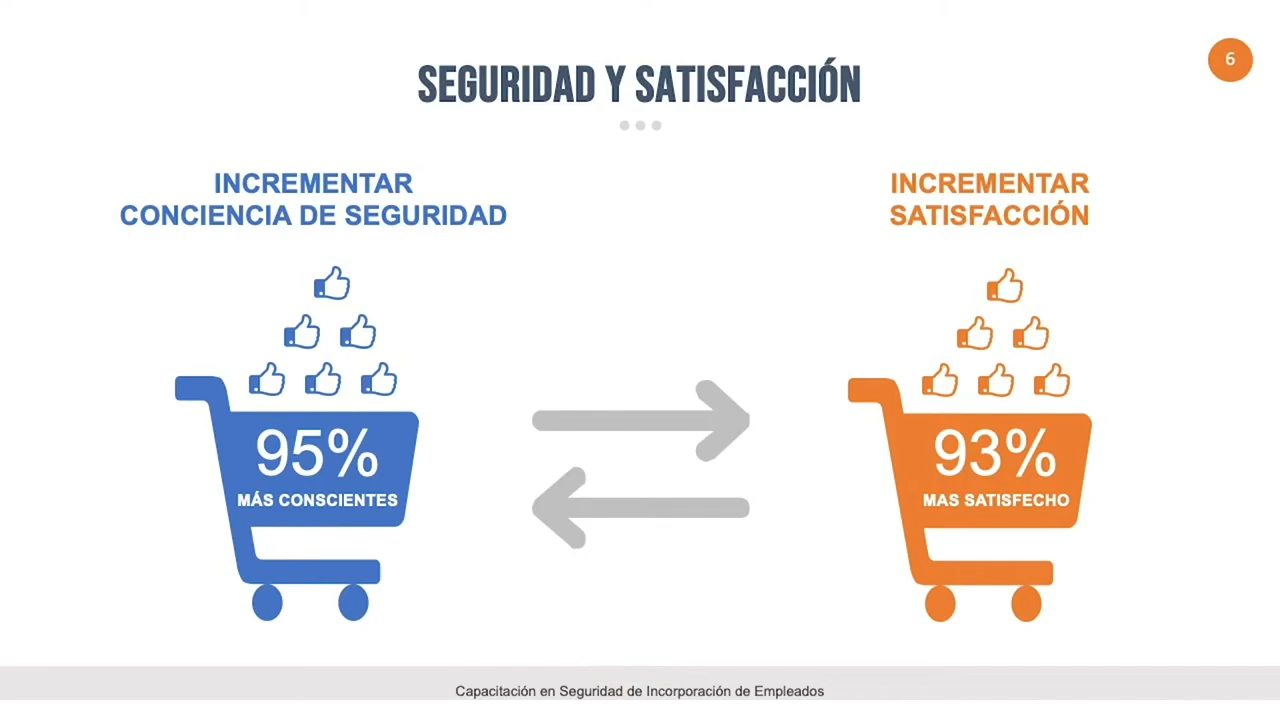 6
SEGURIDAD Y SATISFACCIÓN
INCREMENTAR
CONCIENCIA DE SEGURIDAD
INCREMENTAR
SATISFACCIÓN
95%
MÁS CONSCIENTES
93%
MAS SATISFECHO
Capacitación en Seguridad de Incorporación de Empleados